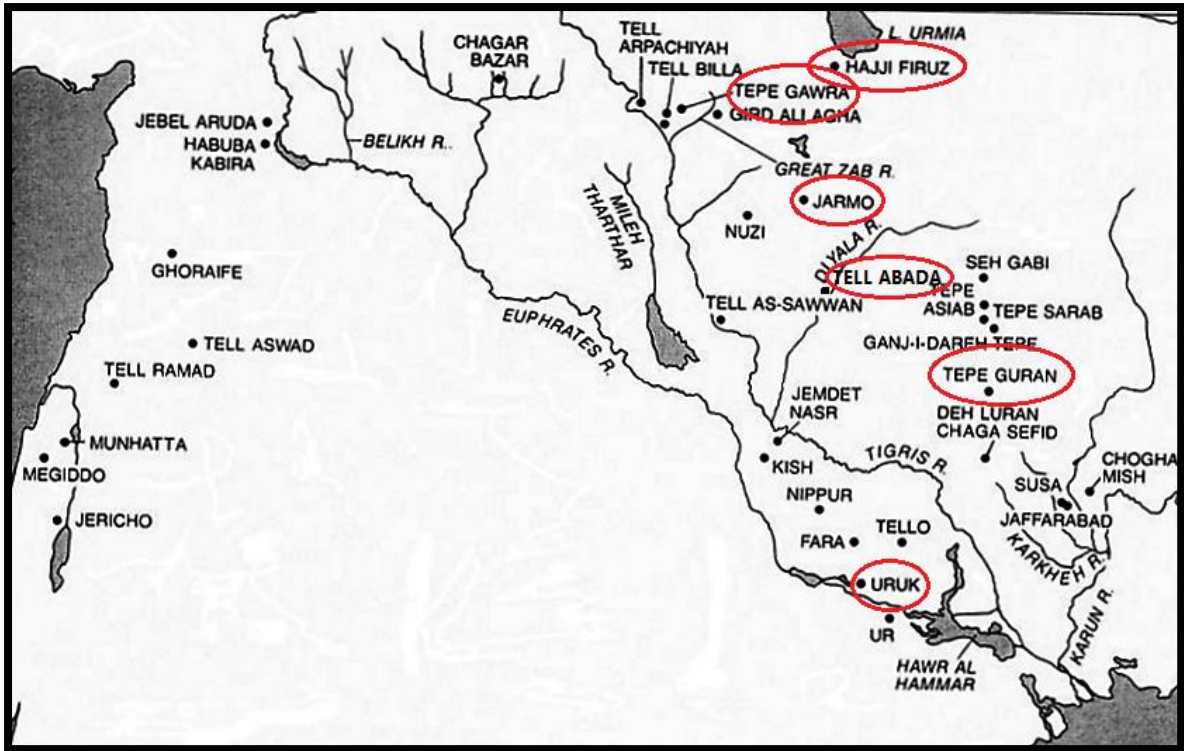 L. URMIA
HAJJI FIRUZ
TELL
ARPACHIYAH
TELL BILLA
TEPE GAWRA
GIRD ALI AGHA
CHAGAR
BAZAR
JEBEL ARUDA
HABUBA
KABIRA
BELIKH R..
GREAT ZAB R.
JARMO
NUZI
MILEH
THARTHAR
DIYALA R.
TELL ABADA
SEH GABI
TEPE
ASIAB
TEPE SARAB
GANJ-I-DAREH TEPE
TELL AS-SAWWAN
GHORAIFE
EUPHRATES R.
TELL ASWAD
TELL RAMAD
TEPE GURAN
DEH LURAN
CHAGA SEFID
JEMDET
NASR
MUNHATTA
MEGIDDO
KISH
TIGRIS R.
CHOGHA
MISH
NIPPUR
SUSA
JAFFARABAD
JERICHO
FARA
TELLO
KARKHEH R.
URUK
UR
KARUN R.
HAWR AL
HAMMAR